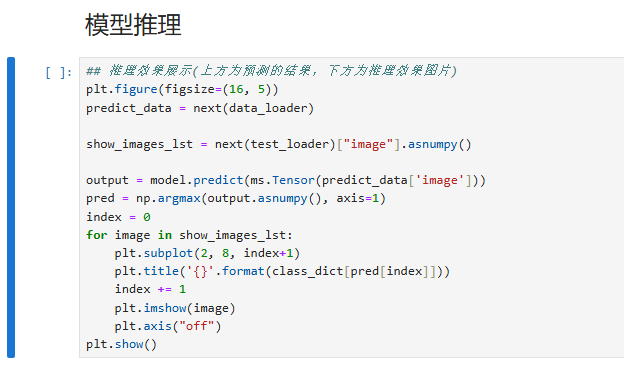 模型推理
[ ]: ## 推理效果展示(上方为预测的结果，下方为推理效果图片)
plt.figure(figsize=(16, 5))
predict_data = next(data_loader)
show_images_lst = next(test_loader)["image"].asnumpy()
output = model.predict(ms.Tensor(predict_data['image']))
pred = np.argmax(output.asnumpy(), axis=1)
index = 0
for image in show_images_lst:
    plt.subplot(2, 8, index+1)
    plt.title('{}'.format(class_dict[pred[index]]))
    index += 1
    plt.imshow(image)
    plt.axis("off")
plt.show()